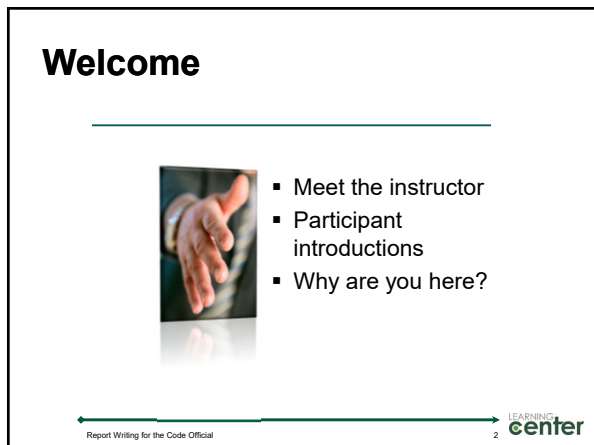 Welcome
▪ Meet the instructor
▪ Participant
introductions
▪ Why are you here?
Report Writing for the Code Official
2
LEARNING
center